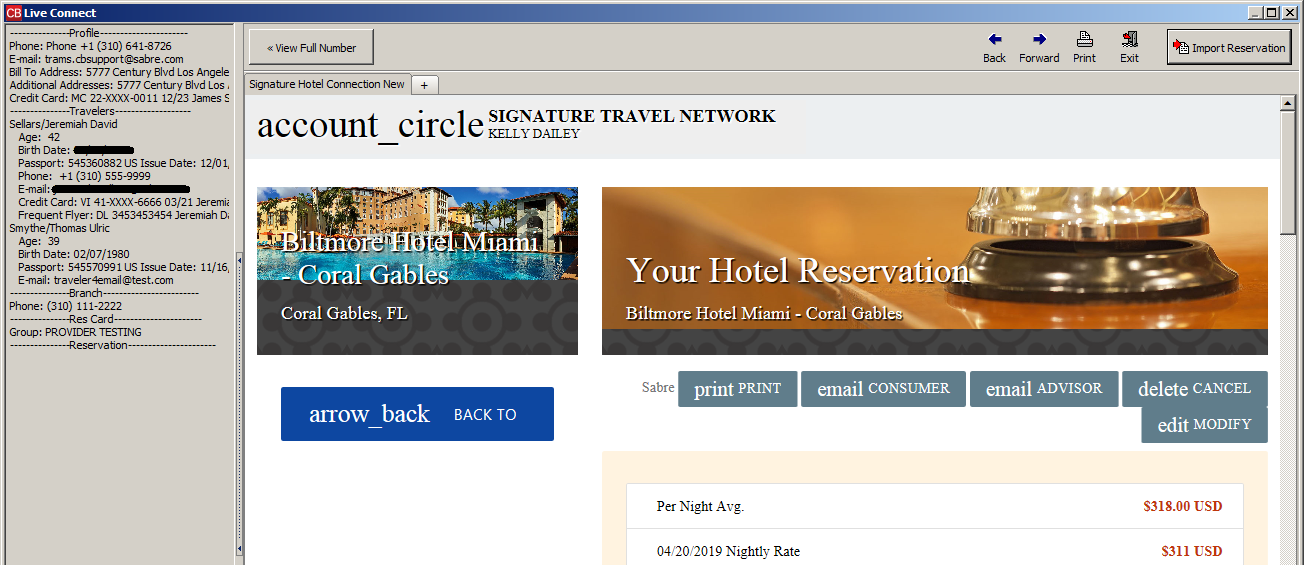 CB Live Connect
---------------Profile----------------------
Phone: Phone +1 (310) 641-8726
E-mail: trams.cbsupport@sabre.com
Bill To Address: 5777 Century Blvd Los Angele
Additional Addresses: 5777 Century Blvd Los
Credit Card: MC 22-XXXX-0011 12/23 James S
---------------Travelers-------------------
Sellars/Jeremiah David
Age: 42
Birth Date:
Passport: 545360882 US Issue Date: 12/01,
Phone: +1 (310) 555-9999
E-mail:
Credit Card: VI 41-XXXX-6666 03/21 Jeremia
Frequent Flyer: DL 3453453454 Jeremiah Da
Smythe/Thomas Ulric
Age: 39
Birth Date: 02/07/1980
Passport: 545570991 US Issue Date: 11/16,
E-mail: traveler4email@test.com
---------------Branch------------------------
Phone: (310) 111-2222
---------------Res Card----------------------
Group: PROVIDER TESTING
---------------Reservation----------------------
« View Full Number
Back
Forward
Print
Exit
Import Reservation
Signature Hotel Connection New
+
account_circle
SIGNATURE TRAVEL NETWORK
KELLY DAILEY
Biltmore Hotel Miami
- Coral Gables
Coral Gables, FL
Your Hotel Reservation
Biltmore Hotel Miami - Coral Gables
arrow_back BACK TO
Sabre
print PRINT
email CONSUMER
email ADVISOR
delete CANCEL
edit MODIFY
Per Night Avg. $318.00 USD
04/20/2019 Nightly Rate $311 USD